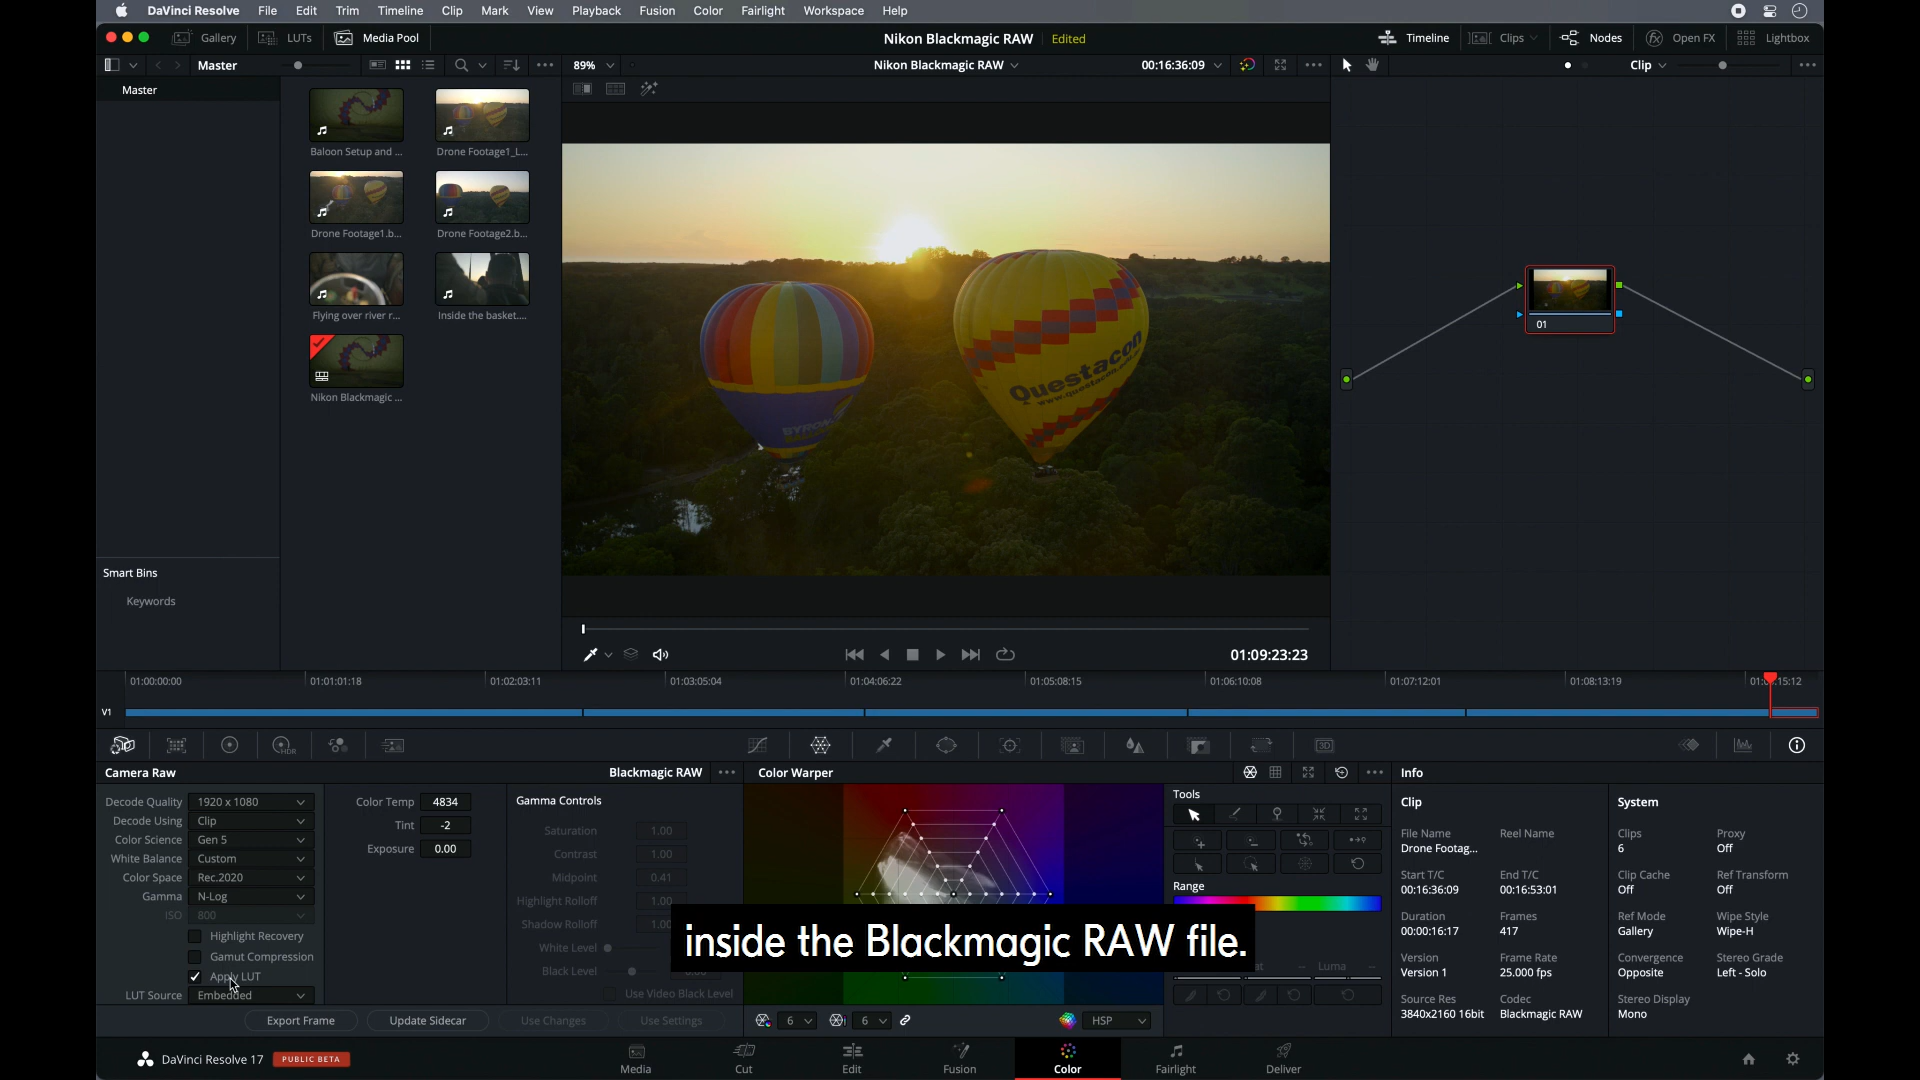 DaVinci Resolve File Edit Trim Timeline Clip Mark View Playback Fusion Color Fairlight Workspace Help
Gallery LUTs Media Pool Nikon Blackmagic RAW Edited Timeline Clips Nodes Open FX Lightbox
Master 89% Nikon Blackmagic RAW 00:16:36:09 Clip
Master
Baloon Setup and ... Drone Footage1_L...
Drone Footage1.b... Drone Footage2.b...
Flying over river r... Inside the basket....
Nikon Blackmagic ...
Questacon
BYRON
01
Smart Bins
Keywords
01:09:23:23
01:00:00:00 01:01:01:18 01:02:03:11 01:03:05:04 01:04:06:22 01:05:08:15 01:06:10:08 01:07:12:01 01:08:13:19
V1
HDR
3D
Camera Raw Blackmagic RAW Color Warper Info
Decode Quality 1920 x 1080
Decode Using Clip
Color Science Gen 5
White Balance Custom
Color Space Rec.2020
Gamma N-Log
ISO 800
Highlight Recovery
Gamut Compression
Apply LUT
LUT Source Embedded
Color Temp 4834
Tint -2
Exposure 0.00
Gamma Controls
Saturation 1.00
Contrast 1.00
Midpoint 0.41
Highlight Rolloff 1.00
Shadow Rolloff
White Level
Black Level
Use Video Black Level
Export Frame Update Sidecar Use Changes Use Settings
inside the Blackmagic RAW file.
6 6 HSP
Tools
Range
Luma
Clip
File Name Reel Name
Drone Footag...
Start T/C End T/C
00:16:36:09 00:16:53:01
Duration Frames
00:00:16:17 417
Version Frame Rate
Version 1 25.000 fps
Source Res Codec
3840x2160 16bit Blackmagic RAW
System
Clips Proxy
6 Off
Clip Cache Ref Transform
Off Off
Ref Mode Wipe Style
Gallery Wipe-H
Convergence Stereo Grade
Opposite Left - Solo
Stereo Display
Mono
DaVinci Resolve 17 PUBLIC BETA
Media Cut Edit Fusion Color Fairlight Deliver